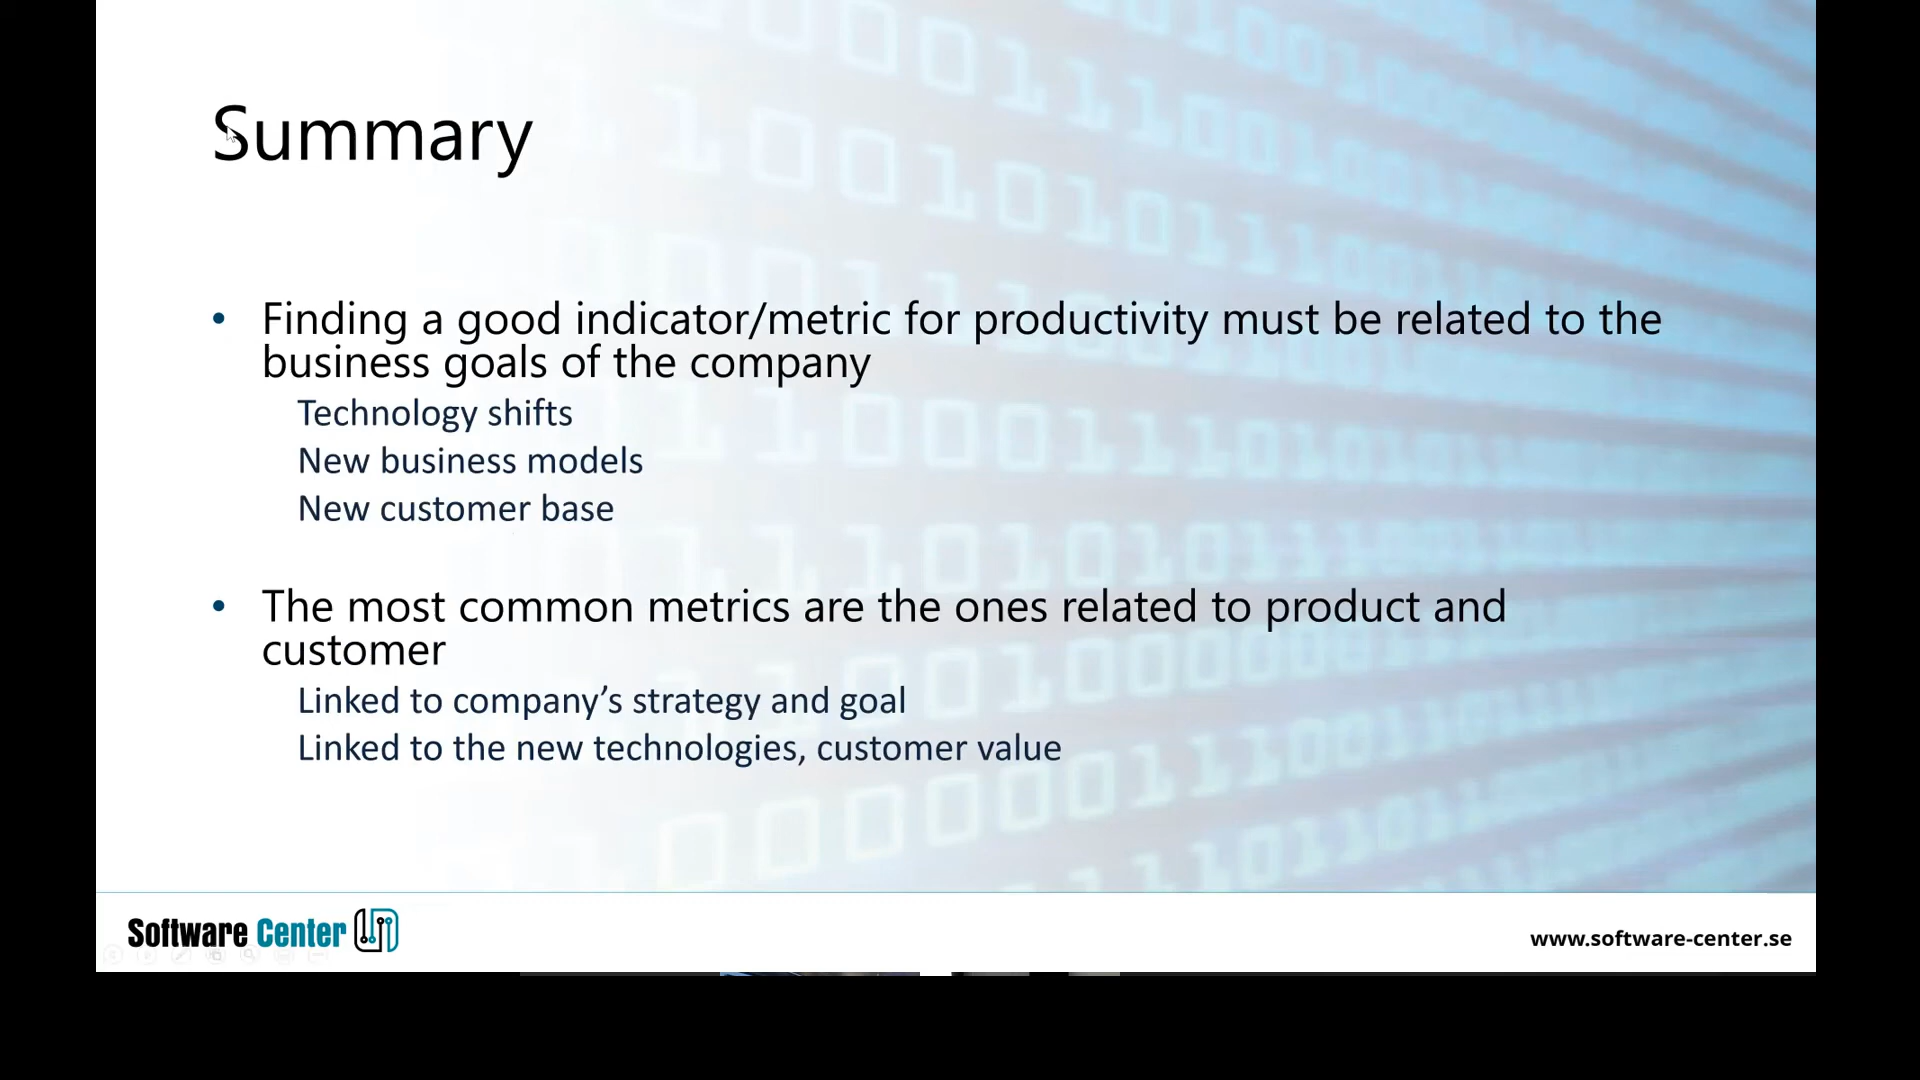 Summary
• Finding a good indicator/metric for productivity must be related to the
business goals of the company
Technology shifts
New business models
New customer base
• The most common metrics are the ones related to product and
customer
Linked to company’s strategy and goal
Linked to the new technologies, customer value
Software Center
www.software-center.se